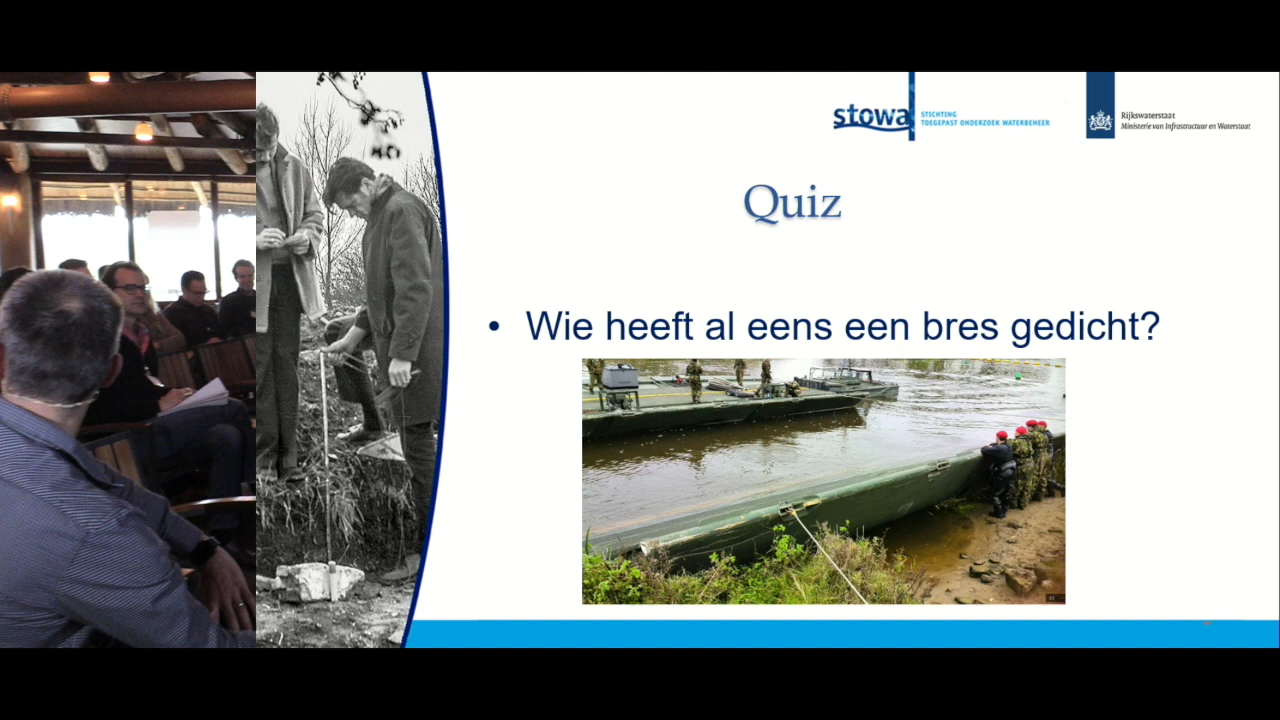 stowa
STICHTING
TOEGEPAST ONDERZOEK WATERBEHEER
Rijkswaterstaat
Ministerie van Infrastructuur en Waterstaat
Quiz
• Wie heeft al eens een bres gedicht?